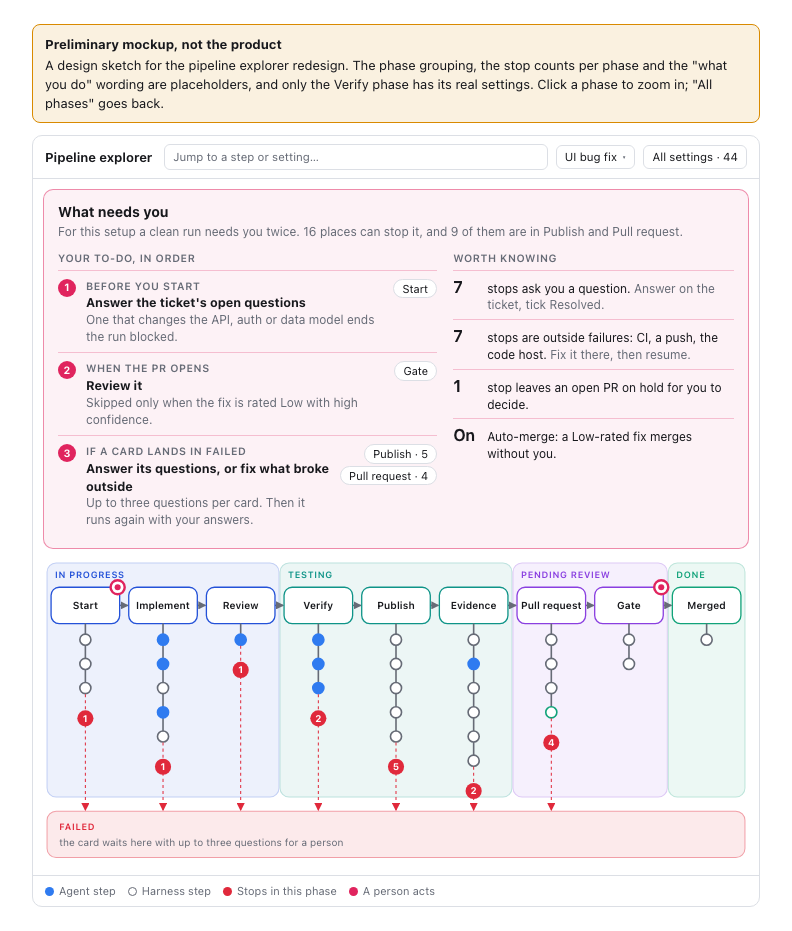 Preliminary mockup, not the product
A design sketch for the pipeline explorer redesign. The phase grouping, the stop counts per phase and the "what
you do" wording are placeholders, and only the Verify phase has its real settings. Click a phase to zoom in; "All
phases" goes back.
Pipeline explorer
Jump to a step or setting...
UI bug fix
All settings · 44
What needs you
For this setup a clean run needs you twice. 16 places can stop it, and 9 of them are in Publish and Pull request.
YOUR TO-DO, IN ORDER
1
BEFORE YOU START
Start
Answer the ticket's open questions
One that changes the API, auth or data model ends
the run blocked.
2
WHEN THE PR OPENS
Gate
Review it
Skipped only when the fix is rated Low with high
confidence.
3
IF A CARD LANDS IN FAILED
Publish · 5
Answer its questions, or fix what broke
outside
Pull request · 4
Up to three questions per card. Then it
runs again with your answers.
WORTH KNOWING
7
stops ask you a question. Answer on the
ticket, tick Resolved.
7
stops are outside failures: CI, a push, the
code host. Fix it there, then resume.
1
stop leaves an open PR on hold for you to
decide.
On
Auto-merge: a Low-rated fix merges
without you.
IN PROGRESS
TESTING
PENDING REVIEW
DONE
Start
Implement
Review
Verify
Publish
Evidence
Pull request
Gate
Merged
1
1
1
2
5
2
4
FAILED
the card waits here with up to three questions for a person
Agent step
Harness step
Stops in this phase
A person acts